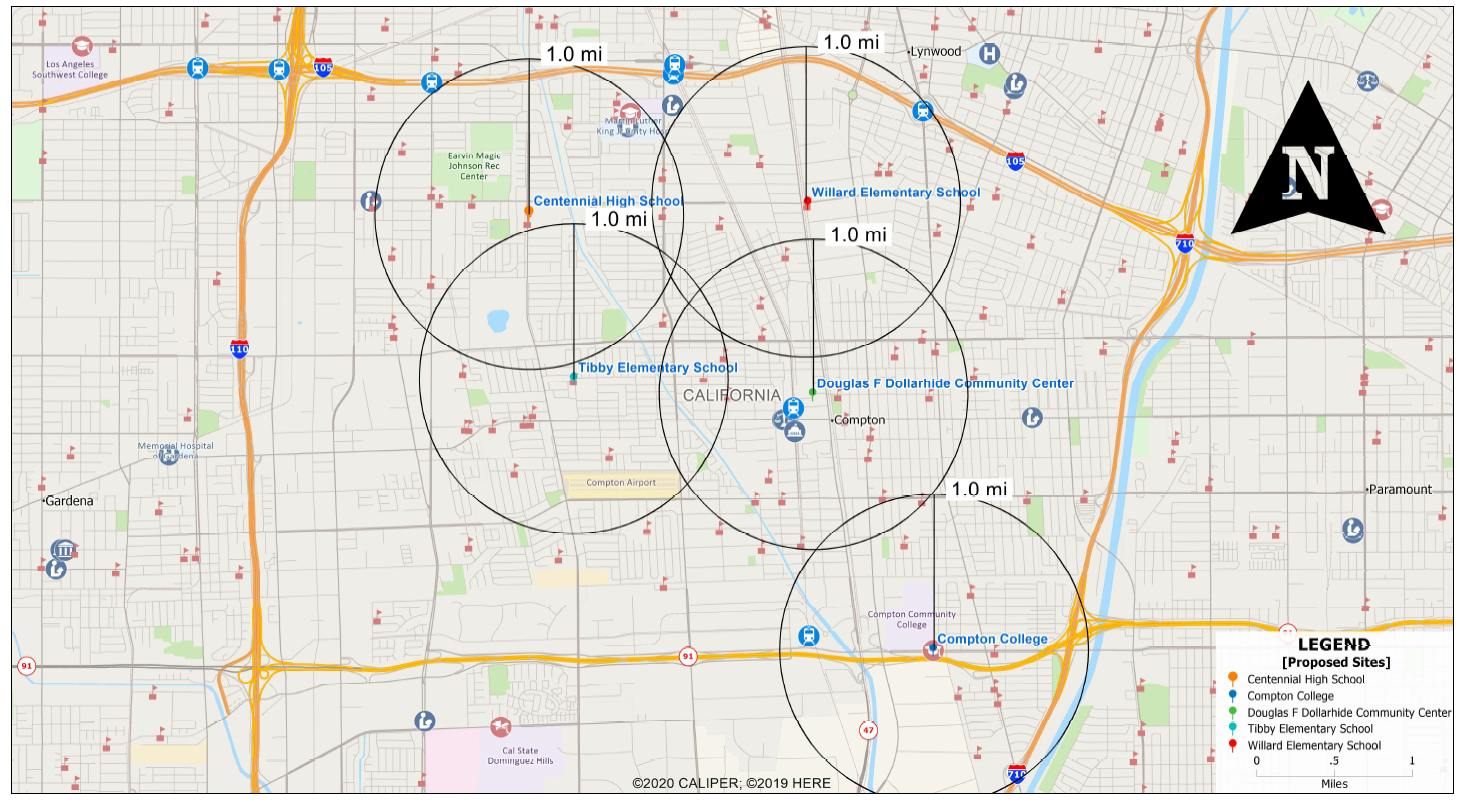 1.0 mi
1.0 mi
Lynwood
H
Los Angeles
Southwest College
105
Martin Luther
King Jr
Earvin Magic
Johnson Rec
Center
105
N
Willard Elementary School
Centennial High School
1.0 mi
1.0 mi
710
110
Tibby Elementary School
Douglas F Dollarhide Community Center
CALIFORNIA
Compton
Memorial Hospital
of Gardena
Compton Airport
1.0 mi
Gardena
Paramount
Compton Community
College
Compton College
91
91
47
Cal State
Dominguez Hills
710
©2020 CALIPER; ©2019 HERE
LEGEND
[Proposed Sites]
Centennial High School
Compton College
Douglas F Dollarhide Community Center
Tibby Elementary School
Willard Elementary School
0 .5 1
Miles